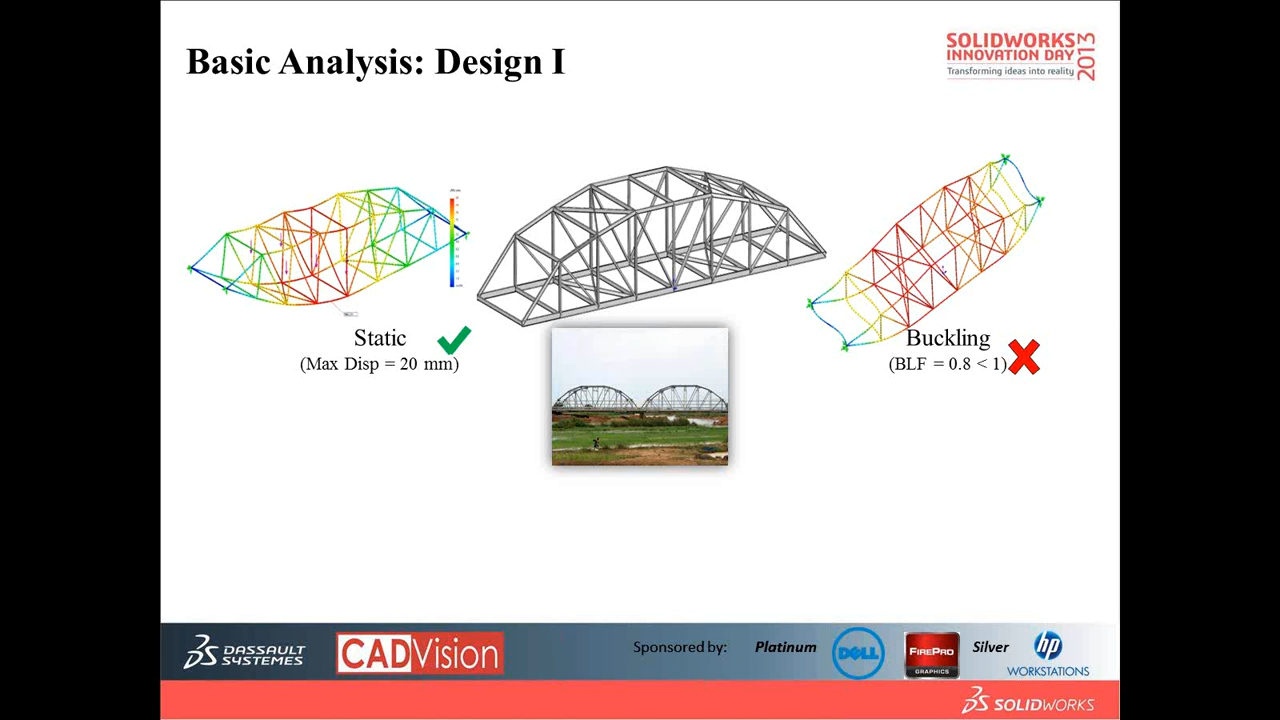 Basic Analysis: Design I
SOLIDWORKS
INNOVATION DAY
2013
Transforming ideas into reality
Static
(Max Disp = 20 mm)
Buckling
(BLF = 0.8 < 1)
DASSAULT
SYSTEMES
CADVision
Sponsored by:
Platinum
DELL
FIREPRO
GRAPHICS
Silver
hp
WORKSTATIONS
SOLIDWORKS